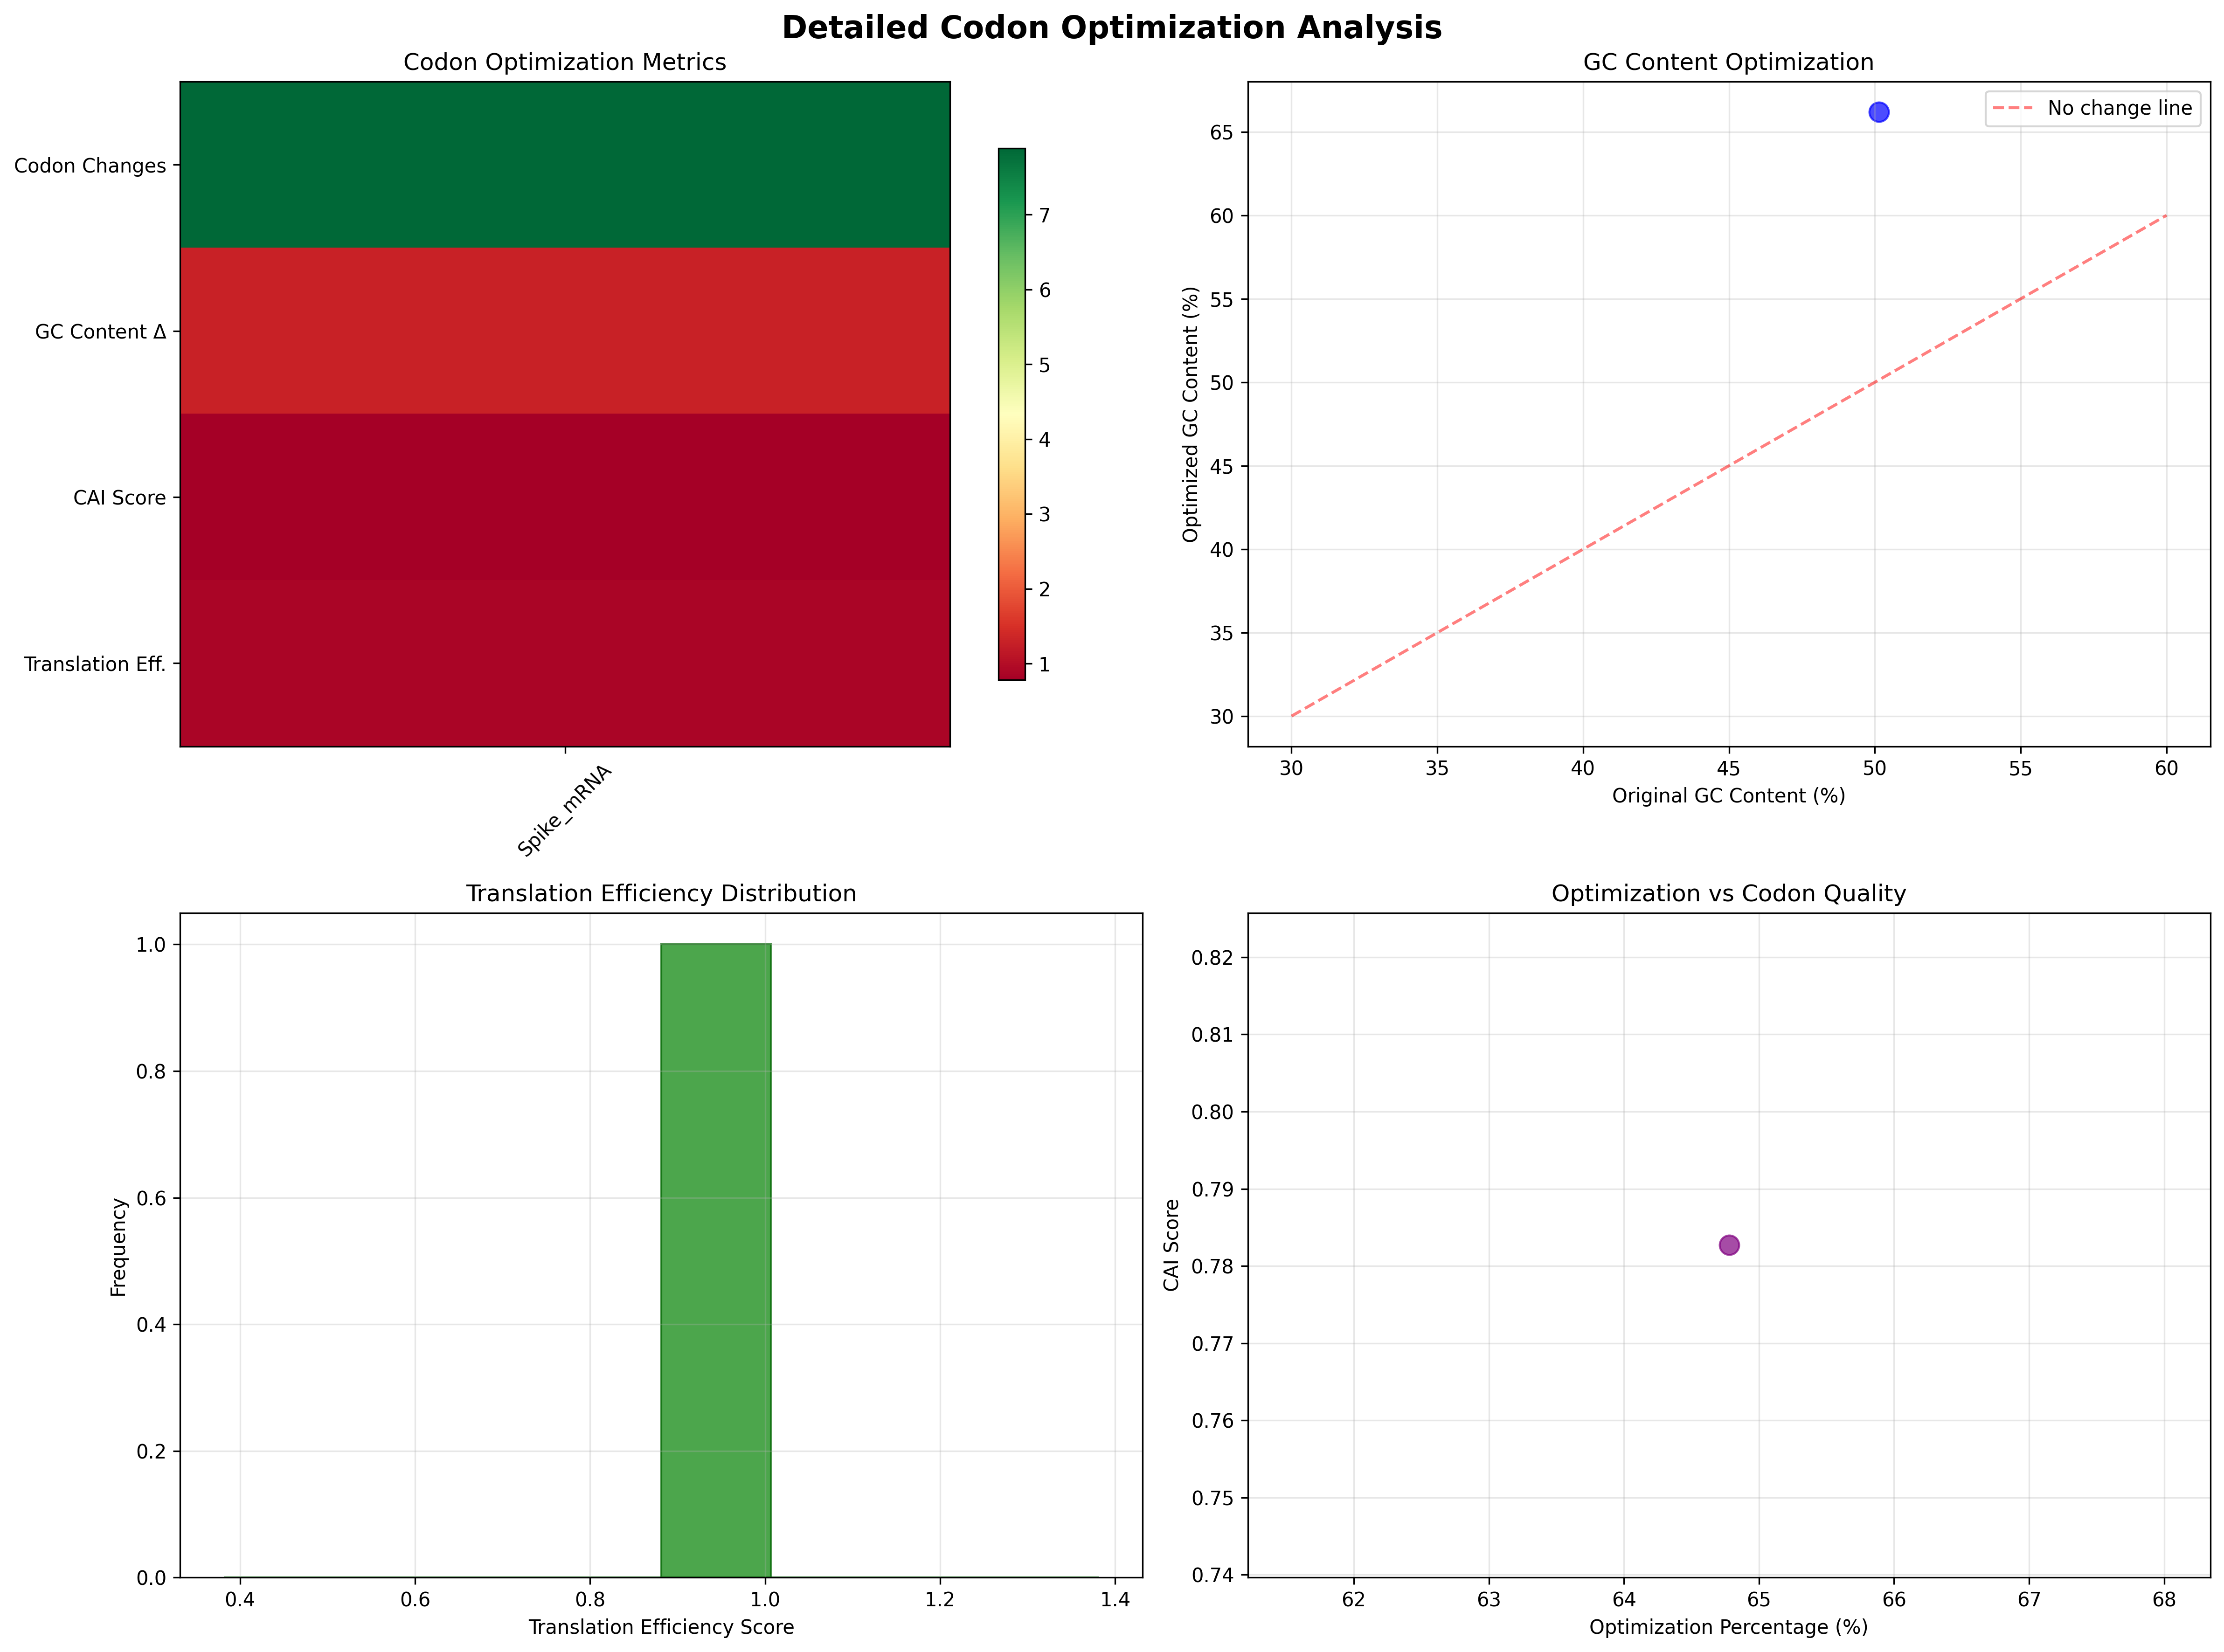 Detailed Codon Optimization Analysis
Codon Optimization Metrics
Codon Changes
GC Content Δ
CAI Score
Translation Eff.
Spike_mRNA
7
6
5
4
3
2
1
GC Content Optimization
No change line
Optimized GC Content (%)
65
60
55
50
45
40
35
30
30 35 40 45 50 55 60
Original GC Content (%)
Translation Efficiency Distribution
Frequency
1.0
0.8
0.6
0.4
0.2
0.0
0.4 0.6 0.8 1.0 1.2 1.4
Translation Efficiency Score
Optimization vs Codon Quality
CAI Score
0.82
0.81
0.80
0.79
0.78
0.77
0.76
0.75
0.74
62 63 64 65 66 67 68
Optimization Percentage (%)